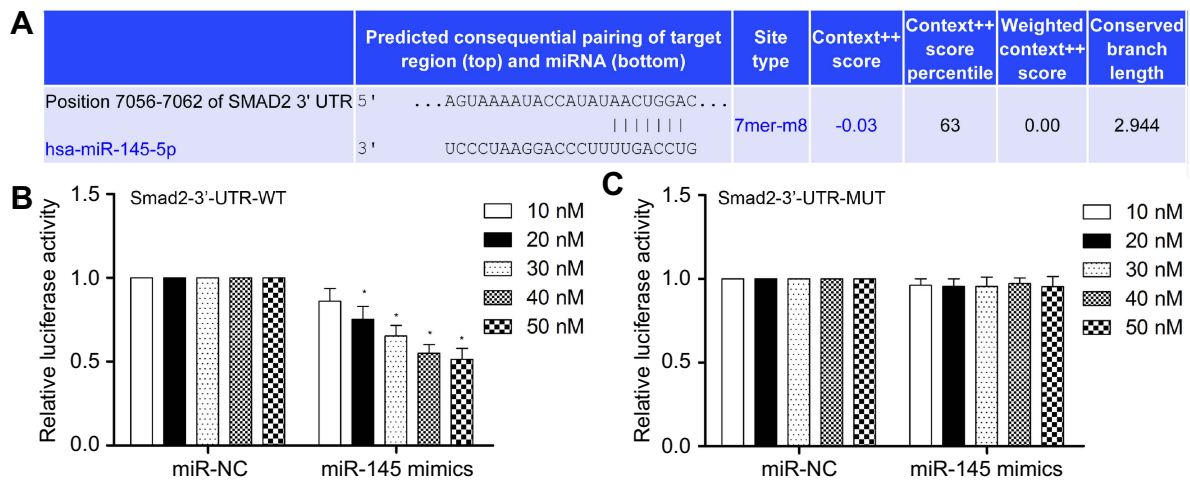 A
Predicted consequential pairing of target region (top) and miRNA (bottom)
Site type
Context++ score
Context++ score percentile
Weighted context++ score
Conserved branch length
Position 7056-7062 of SMAD2 3' UTR 5' ...AGUAAAAUACCAUAUAACUGGAC...
| | | | | | |
hsa-miR-145-5p 3' UCCCUAAGGACCCUUUUGACCUG
7mer-m8 -0.03 63 0.00 2.944
B
Smad2-3'-UTR-WT
Relative luciferase activity
1.5
1.0
0.5
0.0
* * * *
miR-NC miR-145 mimics
10 nM
20 nM
30 nM
40 nM
50 nM
C
Smad2-3'-UTR-MUT
Relative luciferase activity
1.5
1.0
0.5
0.0
miR-NC miR-145 mimics
10 nM
20 nM
30 nM
40 nM
50 nM